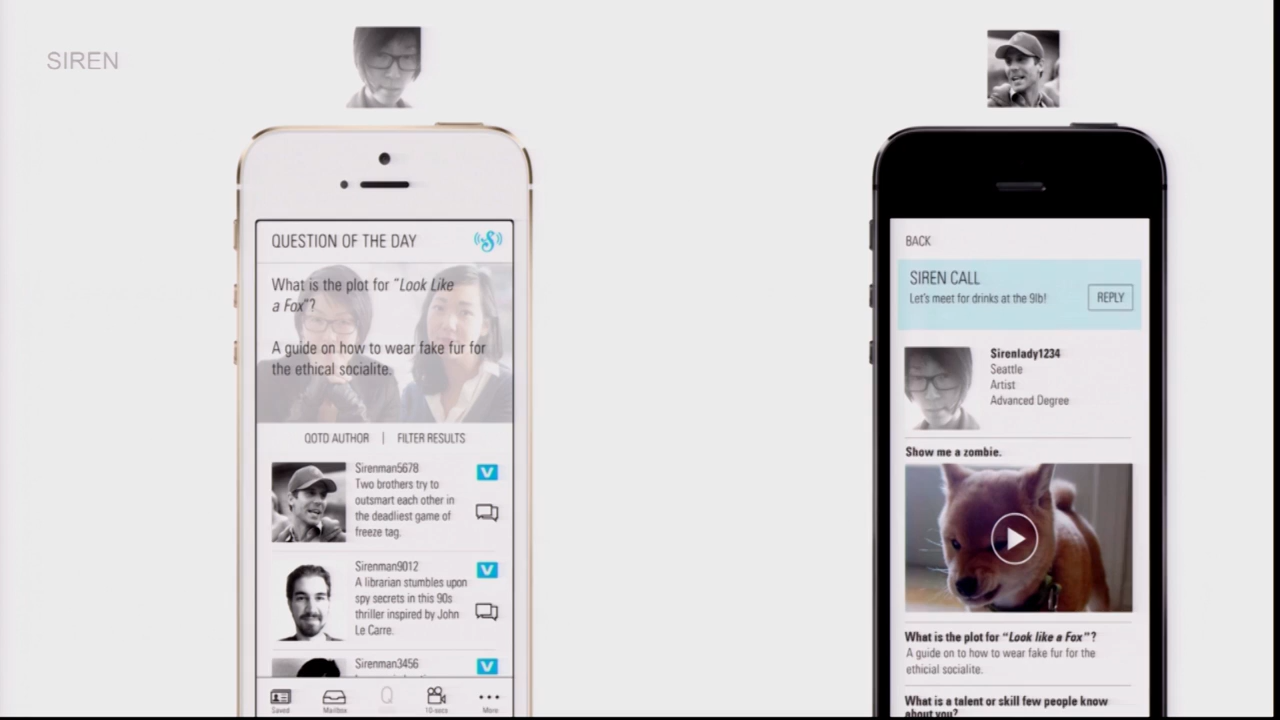 SIREN
QUESTION OF THE DAY
What is the plot for "Look Like
a Fox"?
A guide on how to wear fake fur for
the ethical socialite.
QOTD AUTHOR | FILTER RESULTS
Sirenman5678
Two brothers try to
outsmart each other in
the deadliest game of
freeze tag.
Sirenman9012
A librarian stumbles upon
spy secrets in this 90s
thriller inspired by John
Le Carre.
Sirenman3456
Saved
Mailbox
Q
10-secs
More
BACK
SIREN CALL
Let's meet for drinks at the 9lb!
REPLY
Sirenlady1234
Seattle
Artist
Advanced Degree
Show me a zombie.
What is the plot for "Look like a Fox"?
A guide on to how to wear fake fur for the
ethicial socialite.
What is a talent or skill few people know
about you?